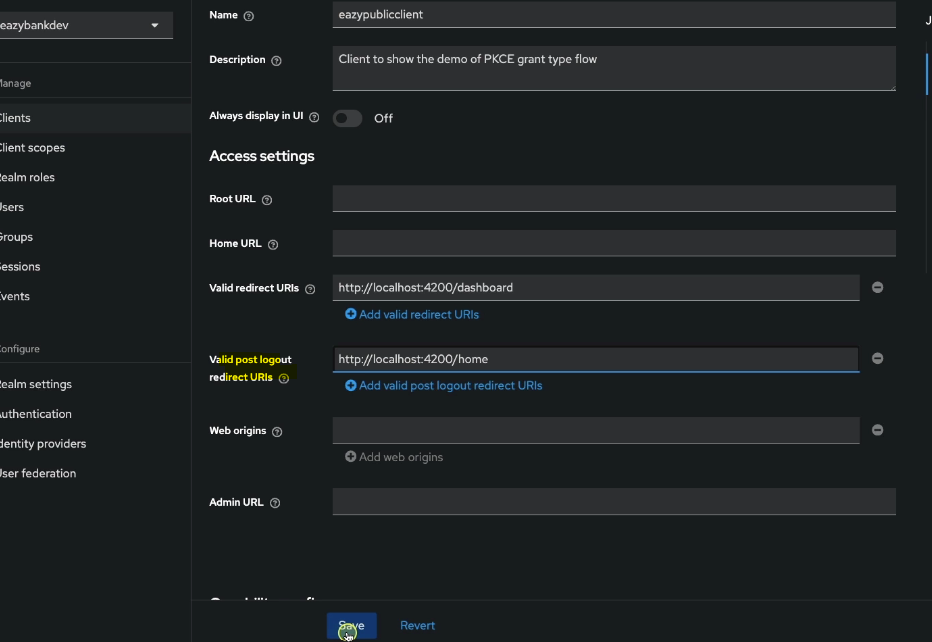 eazybankdev
Manage
Clients
Client scopes
Realm roles
Users
Groups
Sessions
Events
Configure
Realm settings
Authentication
Identity providers
User federation
Name
eazypublicclient
Description
Client to show the demo of PKCE grant type flow
Always display in UI
Off
Access settings
Root URL
Home URL
Valid redirect URIs
http://localhost:4200/dashboard
Add valid redirect URIs
Valid post logout
redirect URIs
http://localhost:4200/home
Add valid post logout redirect URIs
Web origins
Add web origins
Admin URL
Save
Revert
J